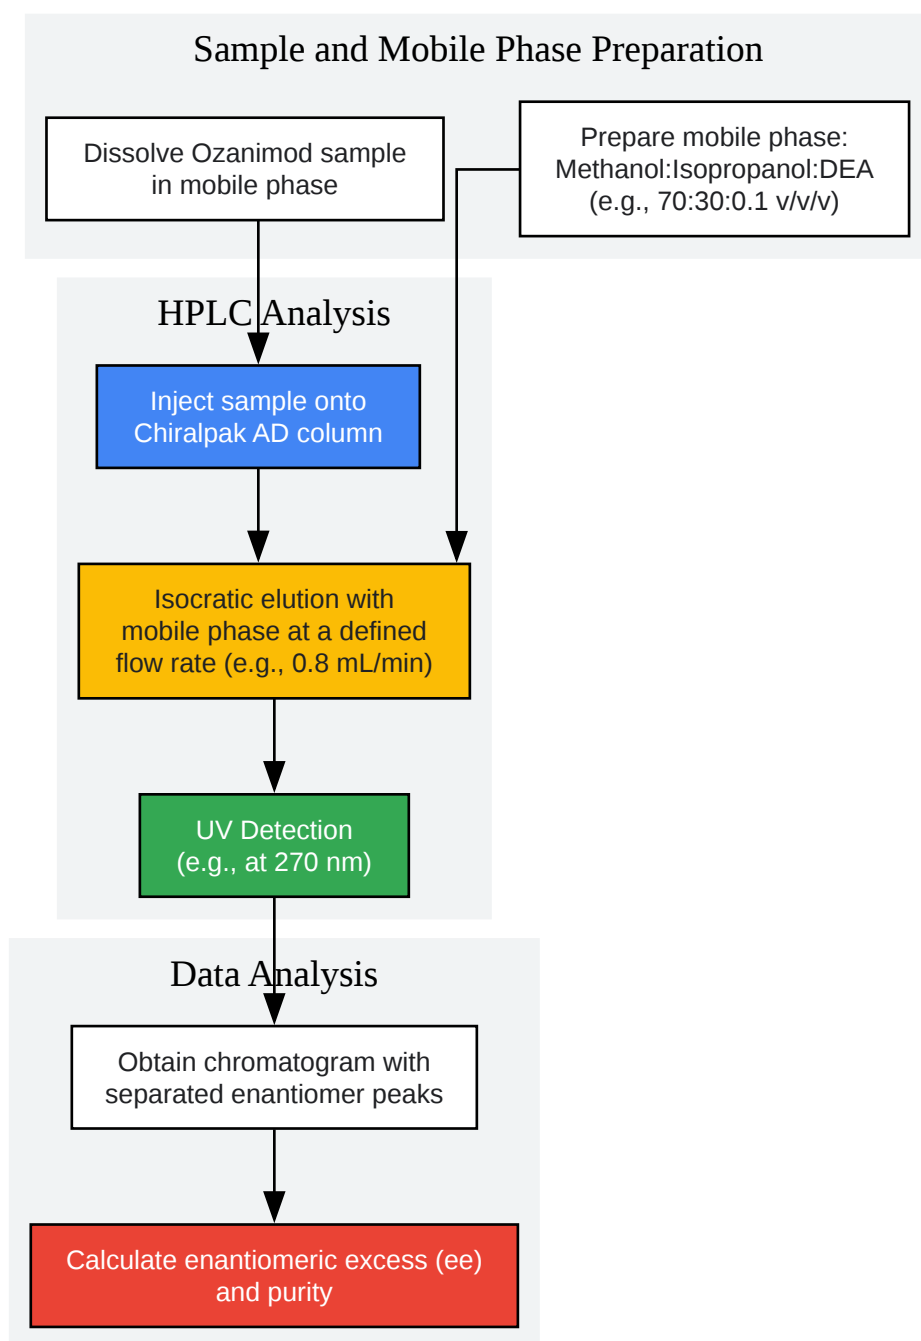 Sample and Mobile Phase Preparation
Dissolve Ozanimod sample
in mobile phase
Prepare mobile phase:
Methanol:Isopropanol:DEA
(e.g., 70:30:0.1 v/v/v)
HPLC Analysis
Inject sample onto
Chiralpak AD column
Isocratic elution with
mobile phase at a defined
flow rate (e.g., 0.8 mL/min)
UV Detection
(e.g., at 270 nm)
Data Analysis
Obtain chromatogram with
separated enantiomer peaks
Calculate enantiomeric excess (ee)
and purity